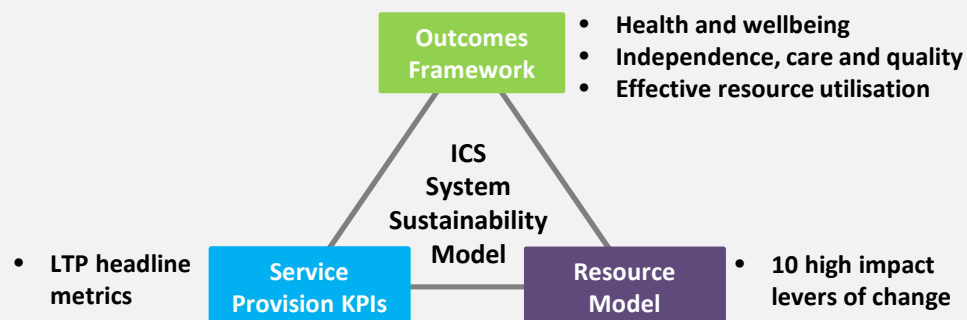 Outcomes
Framework
• Health and wellbeing
• Independence, care and quality
• Effective resource utilisation
ICS
System
Sustainability
Model
• LTP headline
metrics
Service
Provision KPIs
Resource
Model
• 10 high impact
levers of change